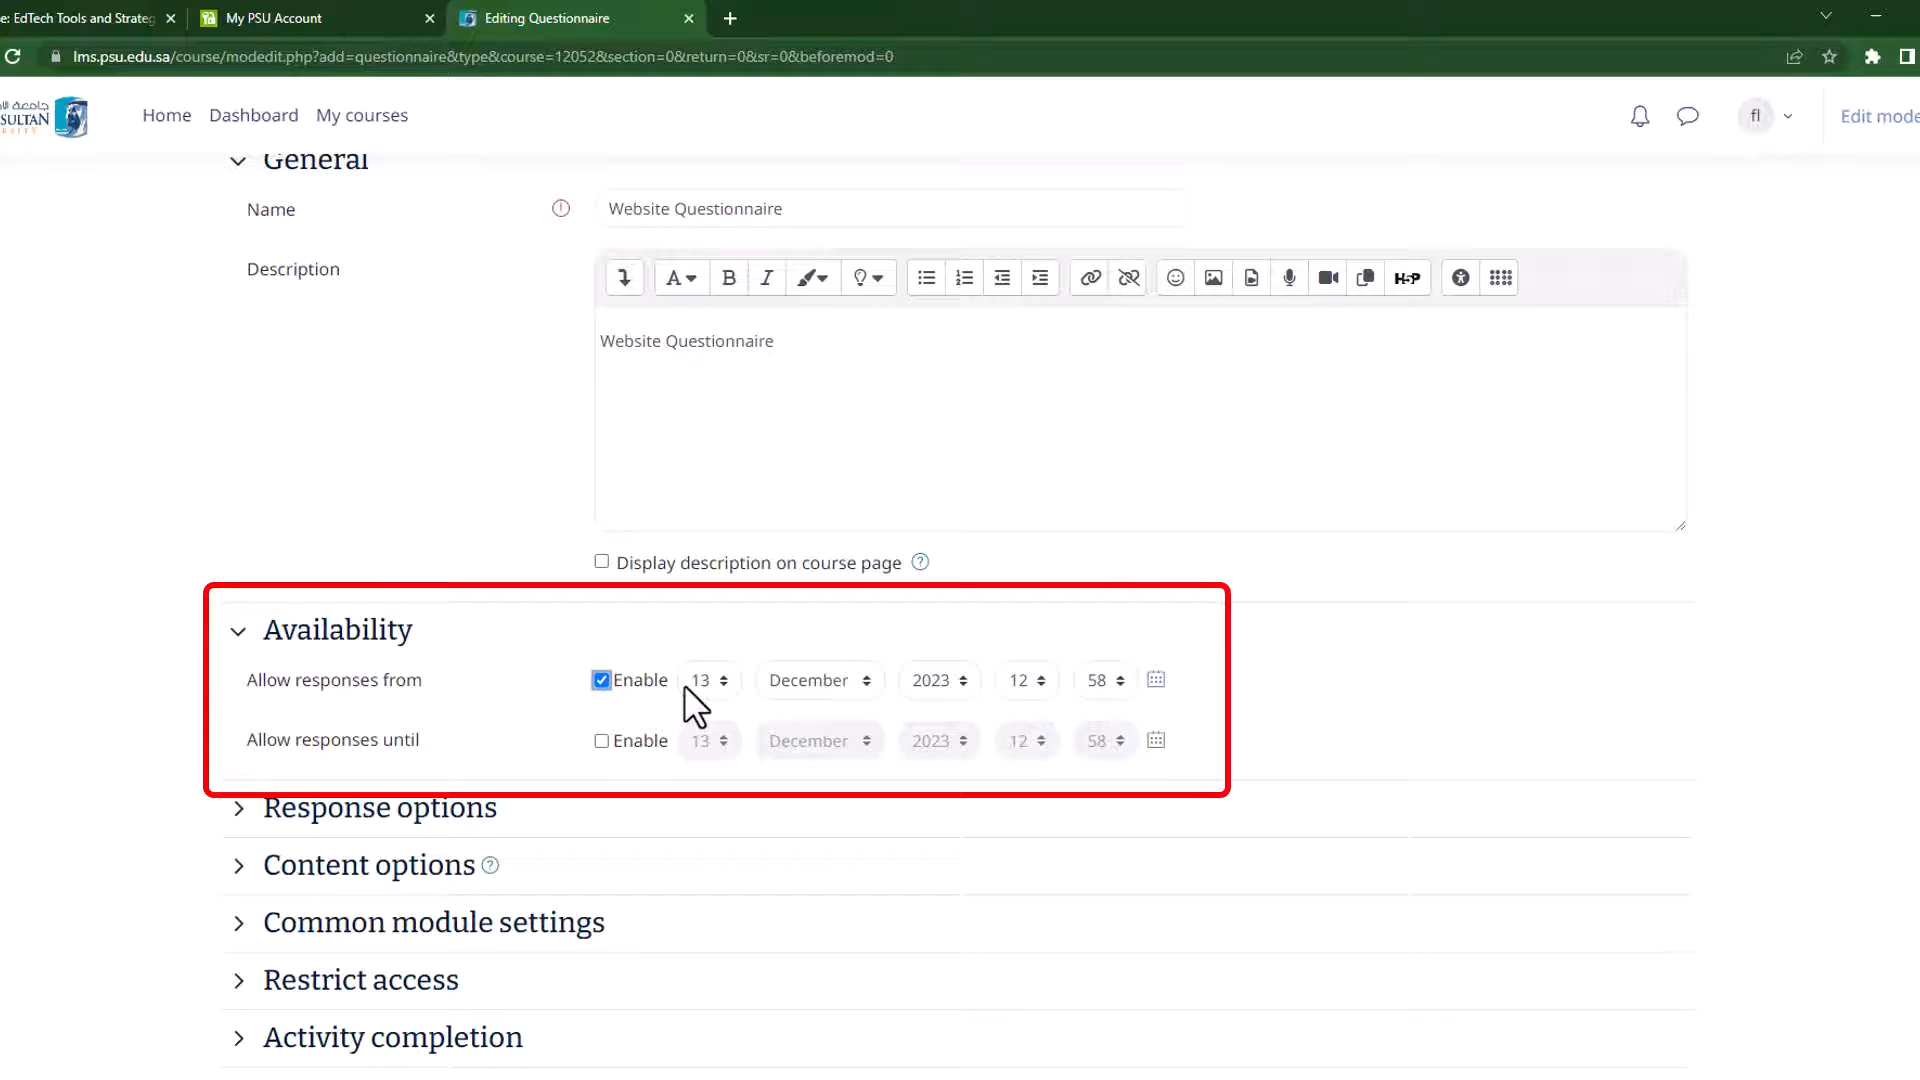 e: EdTech Tools and Strateg
My PSU Account
Editing Questionnaire
lms.psu.edu.sa/course/modedit.php?add=questionnaire&type&course=12052&section=0&return=0&sr=0&beforemod=0
SULTAN
Home
Dashboard
My courses
fl
Edit mode
General
Name
Website Questionnaire
Description
A
B
I
H-P
Website Questionnaire
Display description on course page
Availability
Allow responses from
Enable 13 December 2023 12 58
Allow responses until
Enable 13 December 2023 12 58
Response options
Content options
Common module settings
Restrict access
Activity completion